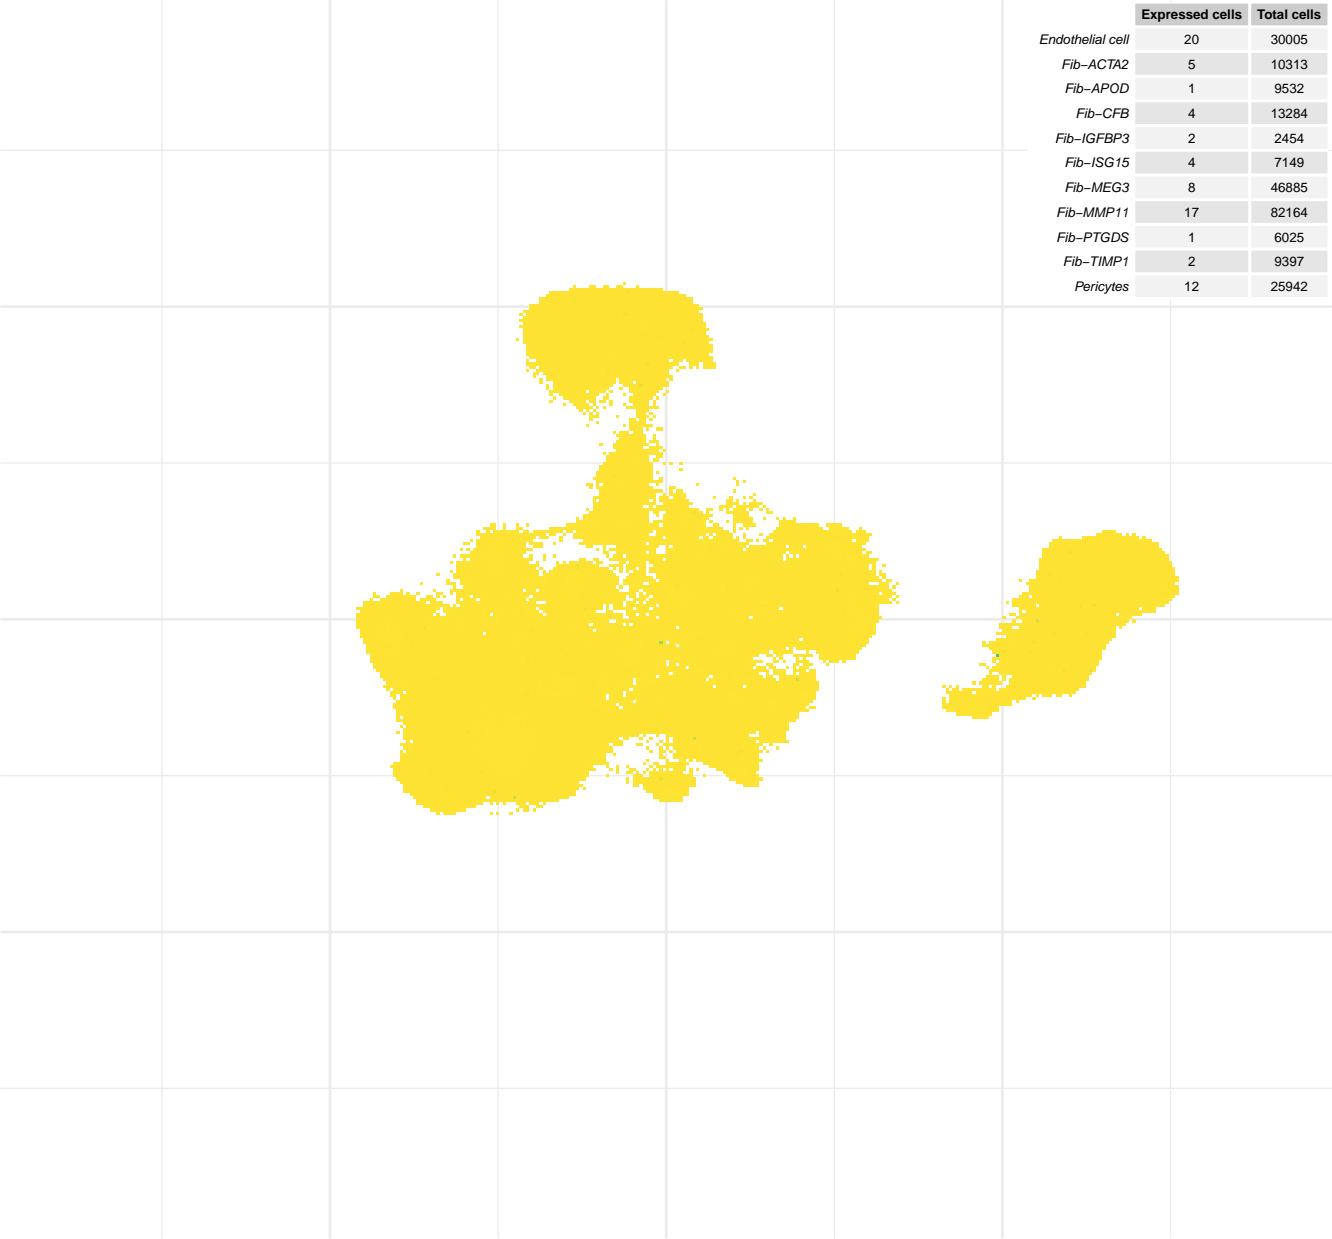 Expressed cells Total cells
Endothelial cell 20 30005
Fib−ACTA2 5 10313
Fib−APOD 1 9532
Fib−CFB 4 13284
Fib−IGFBP3 2 2454
Fib−ISG15 4 7149
Fib−MEG3 8 46885
Fib−MMP11 17 82164
Fib−PTGDS 1 6025
Fib−TIMP1 2 9397
Pericytes 12 25942